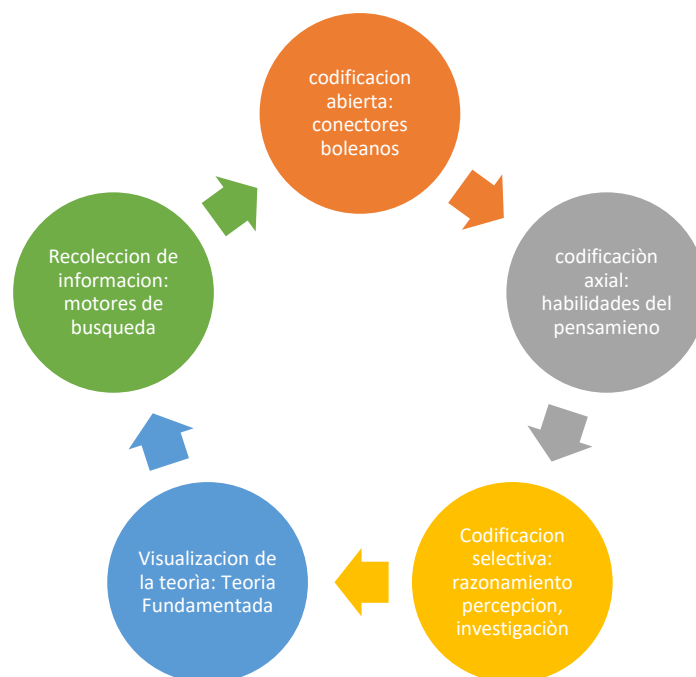 codificacion
abierta:
conectores
boleanos
codificaciòn
axial:
habilidades del
pensamieno
Codificacion
selectiva:
razonamiento
percepcion,
investigaciòn
Visualizacion de
la teorìa: Teoria
Fundamentada
Recoleccion de
informacion:
motores de
busqueda